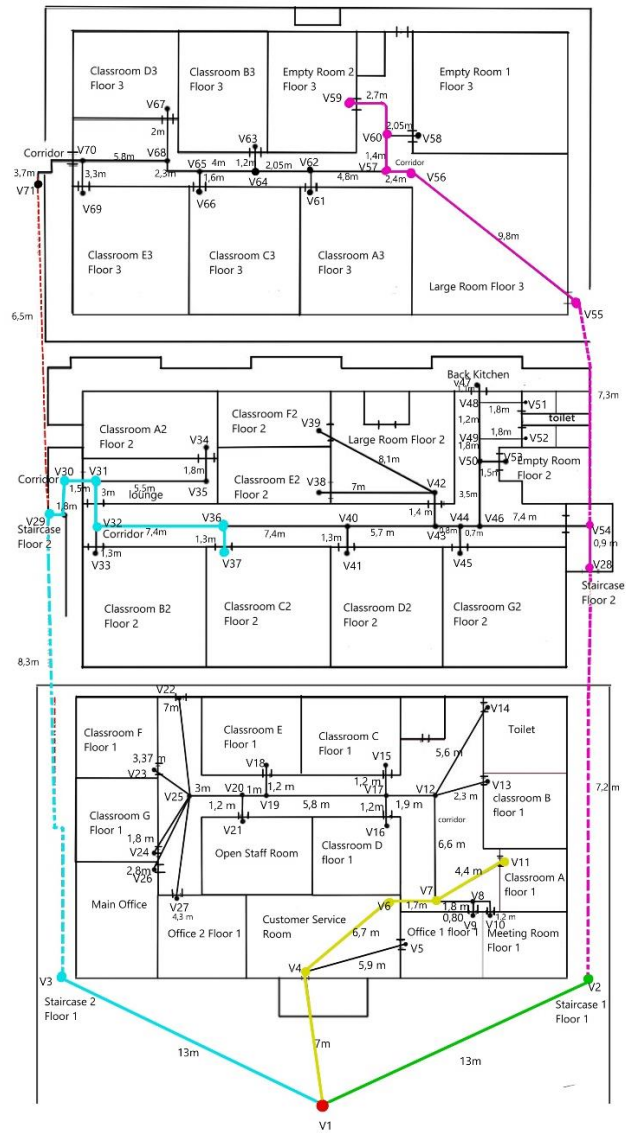 Classroom D3
Floor 3
Classroom B3
Floor 3
Empty Room 2
Floor 3
Empty Room 1
Floor 3
V67
V59
2,7m
2m
V63
V60
2,05m
V58
Corridor
V70
5,8m
V68
4m
1,2m
2,05m
V62
1,4m
V57
Corridor
V56
3,7m
V71
3,3m
2,3m
V65
1,6m
V64
4,8m
2,4m
V69
V66
V61
9,8m
Classroom E3
Floor 3
Classroom C3
Floor 3
Classroom A3
Floor 3
Large Room Floor 3
V55
6,5m
7,3m
Back Kitchen
V47
V48
V51
1,8m
1,2m
toilet
V49
1,8m
V52
1,8m
Classroom A2
Floor 2
Classroom F2
Floor 2
V39
Large Room Floor 2
V34
8,1m
V50
V53
1,5m
Empty Room
Floor 2
Corridor
V30
V31
1,8m
V35
Classroom E2
Floor 2
V38
7m
V42
3,5m
1,5m
3m
5,5m
lounge
1,8m
V29
Staircase
Floor 2
V32
V36
V40
1,4 m
V44
V46
7,4 m
V54
Corridor
7,4m
7,4m
5,7 m
V43
0,8m
0,7m
0,9 m
1,3m
V33
1,3m
V37
1,3m
V41
V45
V28
Staircase
Floor 2
Classroom B2
Floor 2
Classroom C2
Floor 2
Classroom D2
Floor 2
Classroom G2
Floor 2
8,3m
7,2m
V22
7m
V14
Classroom F
Floor 1
Classroom E
Floor 1
Classroom C
Floor 1
Toilet
5,6 m
3,37 m
V23
V18
V15
1,2 m
1,2 m
V13
2,3 m
classroom B
floor 1
V25
3m
V20
1m
V19
5,8 m
V17
1,9 m
V12
1,2 m
V21
1,2m
V16
corridor
Classroom G
Floor 1
6,6 m
1,8 m
V24
2,8m
V26
Open Staff Room
Classroom D
floor 1
V11
4,4 m
Classroom A
floor 1
Main Office
V27
4,3 m
V6
1,7m
V7
V8
1,8 m
0,80
V9
V10
1,2 m
Office 2 Floor 1
Customer Service
Room
6,7 m
Office 1 floor 1
Meeting Room
Floor 1
V5
V4
5,9 m
V3
Staircase 2
Floor 1
V2
Staircase 1
Floor 1
13m
7m
13m
V1